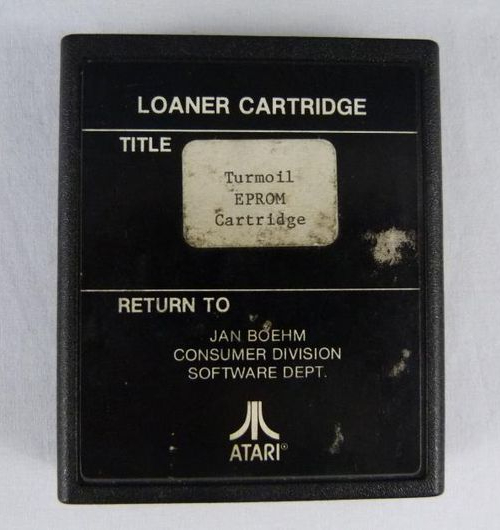 LOANER CARTRIDGE
TITLE
Turmoil
EPROM
Cartridge
RETURN TO
JAN BOEHM
CONSUMER DIVISION
SOFTWARE DEPT.
ATARI®